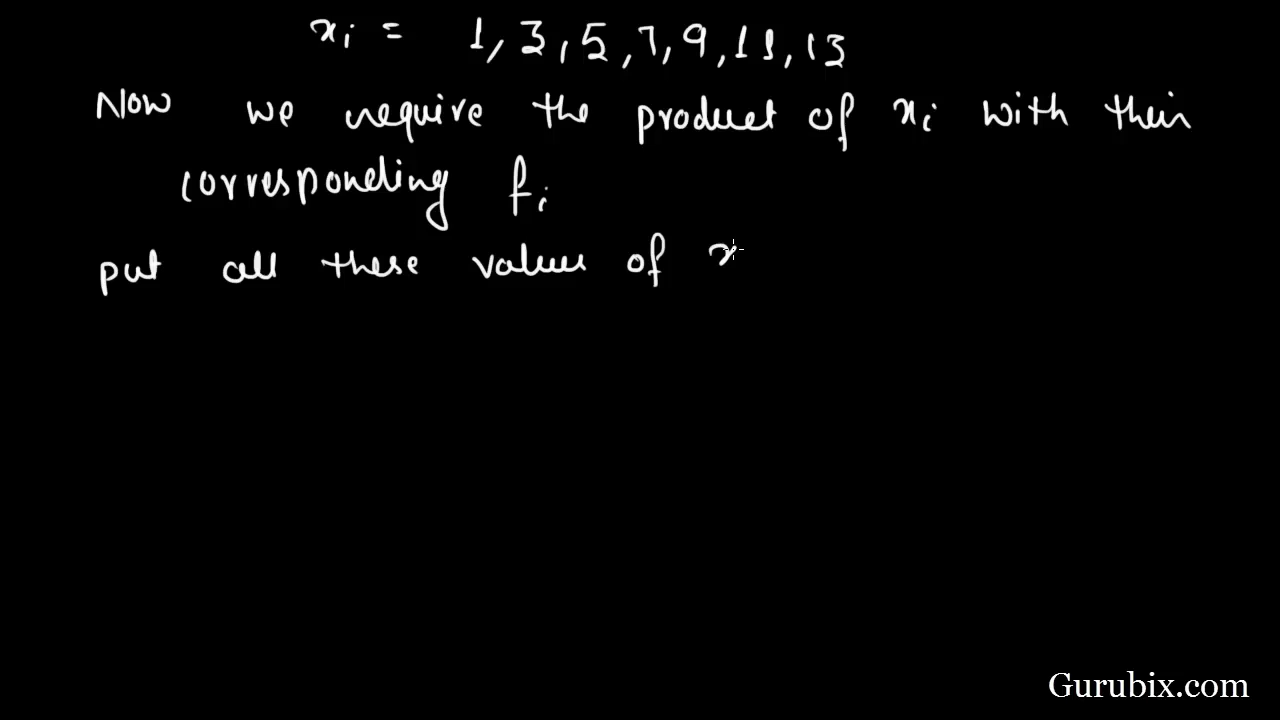 xi = 1, 3, 5, 7, 9, 11, 13
Now we require the product of xi with their
corresponding fi
put all these values of x
Gurubix.com